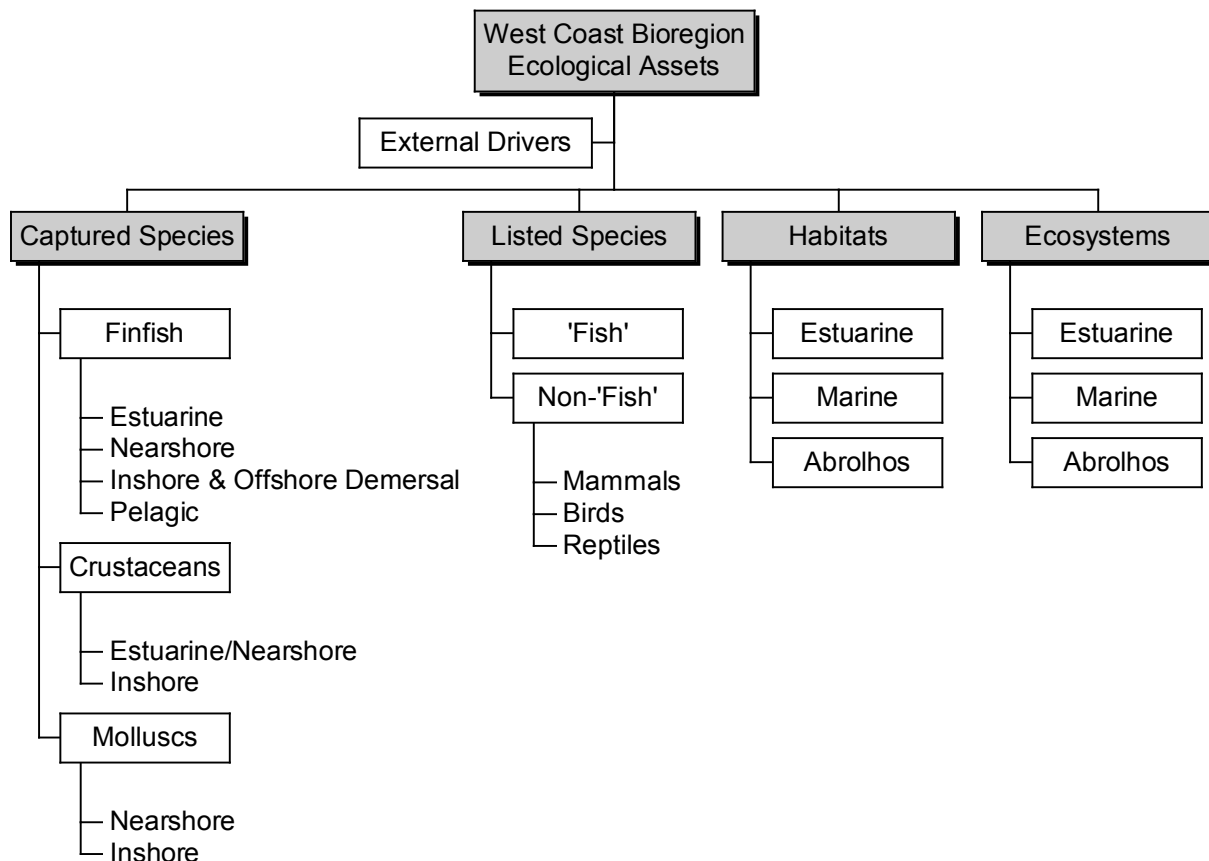 West Coast Bioregion
Ecological Assets
External Drivers
Captured Species
Finfish
Estuarine
Nearshore
Inshore & Offshore Demersal
Pelagic
Crustaceans
Estuarine/Nearshore
Inshore
Molluscs
Nearshore
Inshore
Listed Species
'Fish'
Non-'Fish'
Mammals
Birds
Reptiles
Habitats
Estuarine
Marine
Abrolhos
Ecosystems
Estuarine
Marine
Abrolhos